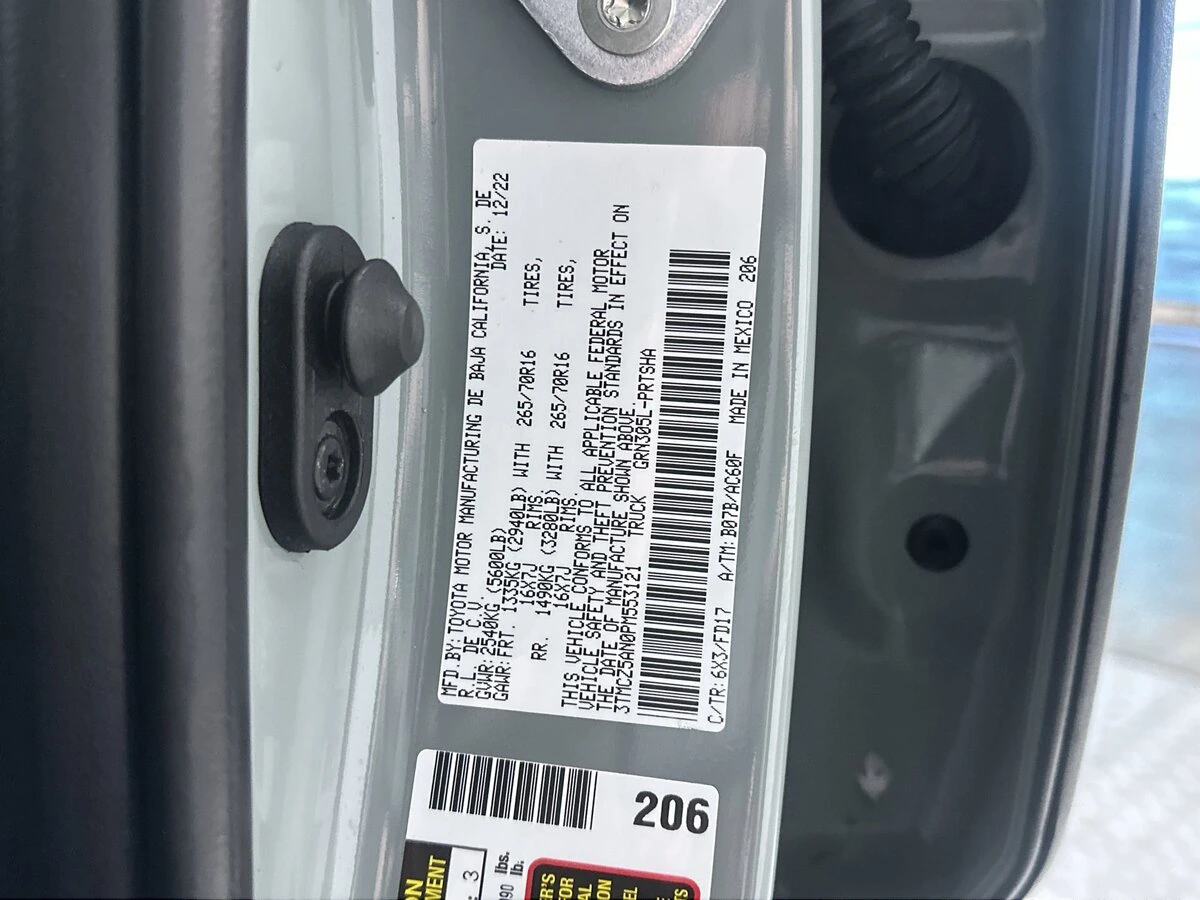 MFD.BY:TOYOTA MOTOR MANUFACTURING DE BAJA CALIFORNIA, S. DE
R.L. DE C.V. DATE: 12/22
GVWR:2540KG (5600LB)
GAWR:FRT. 1335KG (2940LB) WITH 265/70R16 TIRES,
16X7J RIMS.
RR. 1490KG (3280LB) WITH 265/70R16 TIRES,
16X7J RIMS.
THIS VEHICLE CONFORMS TO ALL APPLICABLE FEDERAL MOTOR
VEHICLE SAFETY AND THEFT PREVENTION STANDARDS IN EFFECT ON
THE DATE OF MANUFACTURE SHOWN ABOVE.
3TMCZ5AN0PM553121 TRUCK GRN305L-PRTSHA
C/TR:6X3/FD17 A/TM:B07B/AC60F MADE IN MEXICO 206
206